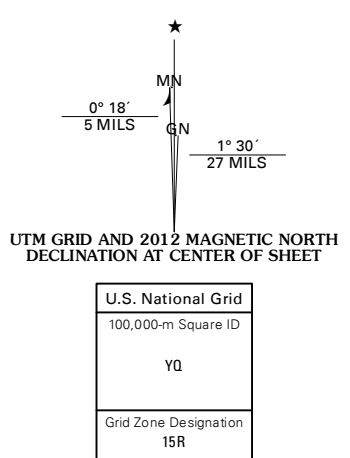 ★
MN
0° 18´
5 MILS
GN
1° 30´
27 MILS
UTM GRID AND 2012 MAGNETIC NORTH
DECLINATION AT CENTER OF SHEET
U.S. National Grid
100,000-m Square ID
YQ
Grid Zone Designation
15R